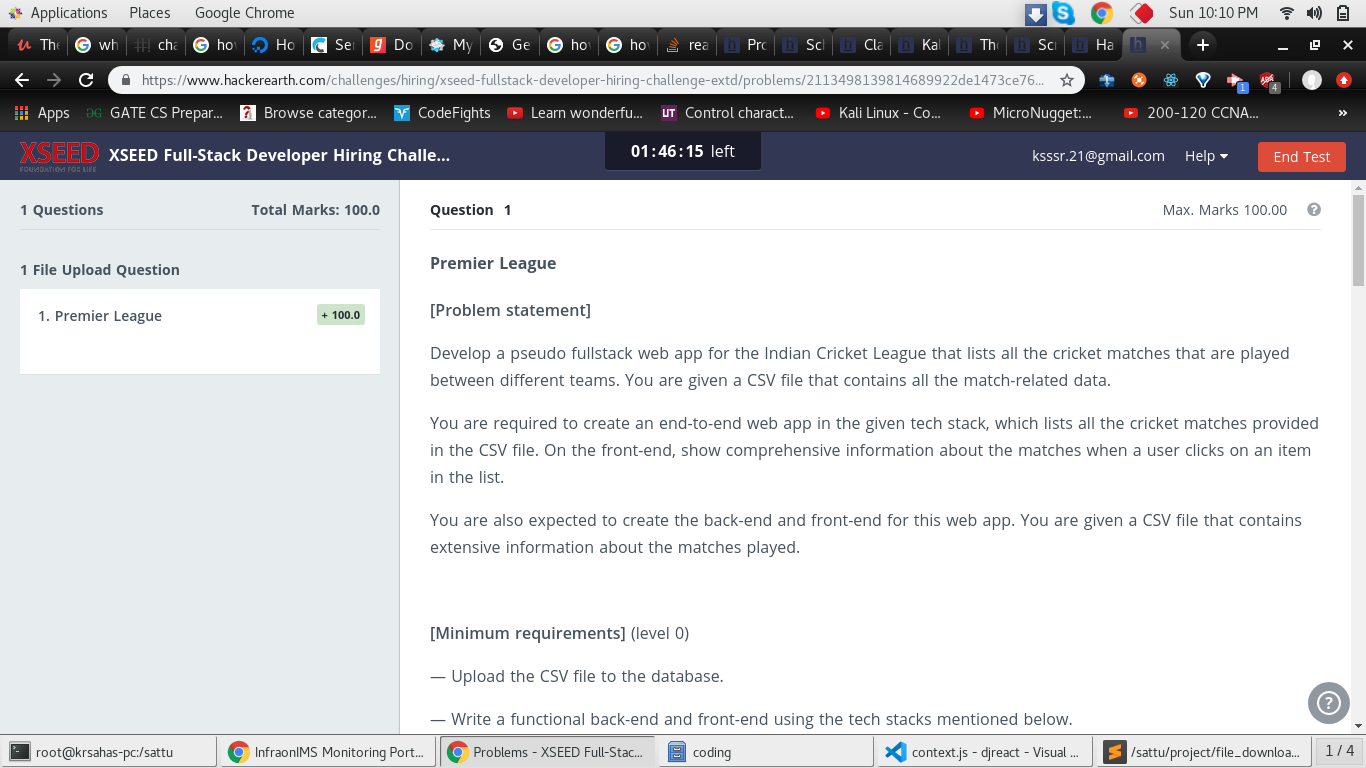 Applications Places Google Chrome Sun 10:10 PM
The wh cha hov Ho Se Do My Ge hov hov rea Pro Scl Cla Kal The Scr Ha
https://www.hackerearth.com/challenges/hiring/xseed-fullstack-developer-hiring-challenge-extd/problems/2113498139814689922de1473ce76... 1 4
Apps GATE CS Prepar... Browse categor... CodeFights Learn wonderfu... Control charact... Kali Linux - Co... MicroNugget:... 200-120 CCNA... »
XSEED XSEED Full-Stack Developer Hiring Challe... 01:46:15 left ksssr.21@gmail.com Help End Test
FOUNDATION FOR LIFE
1 Questions Total Marks: 100.0
Question 1 Max. Marks 100.00 ?
1 File Upload Question
1. Premier League + 100.0
Premier League
[Problem statement]
Develop a pseudo fullstack web app for the Indian Cricket League that lists all the cricket matches that are played
between different teams. You are given a CSV file that contains all the match-related data.
You are required to create an end-to-end web app in the given tech stack, which lists all the cricket matches provided
in the CSV file. On the front-end, show comprehensive information about the matches when a user clicks on an item
in the list.
You are also expected to create the back-end and front-end for this web app. You are given a CSV file that contains
extensive information about the matches played.
[Minimum requirements] (level 0)
— Upload the CSV file to the database.
— Write a functional back-end and front-end using the tech stacks mentioned below.
?
root@krsahas-pc:/sattu InfraonIMS Monitoring Port... Problems - XSEED Full-Stac... coding context.js - djreact - Visual ... /sattu/project/file_downloa... 1 / 4